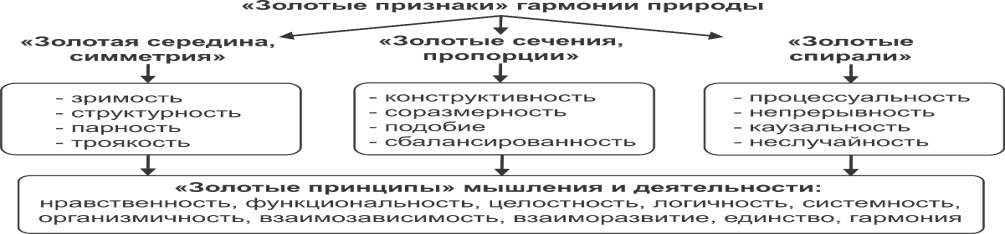 «Золотые признаки» гармонии природы
«Золотая середина,
симметрия»
«Золотые сечения,
пропорции»
«Золотые
спирали»
- зримость
- структурность
- парность
- троякость
- конструктивность
- соразмерность
- подобие
- сбалансированность
- процессуальность
- непрерывность
- каузальность
- неслучайность
«Золотые принципы» мышления и деятельности:
нравственность, функциональность, целостность, логичность, системность,
организмичность, взаимозависимость, взаиморазвитие, единство, гармония